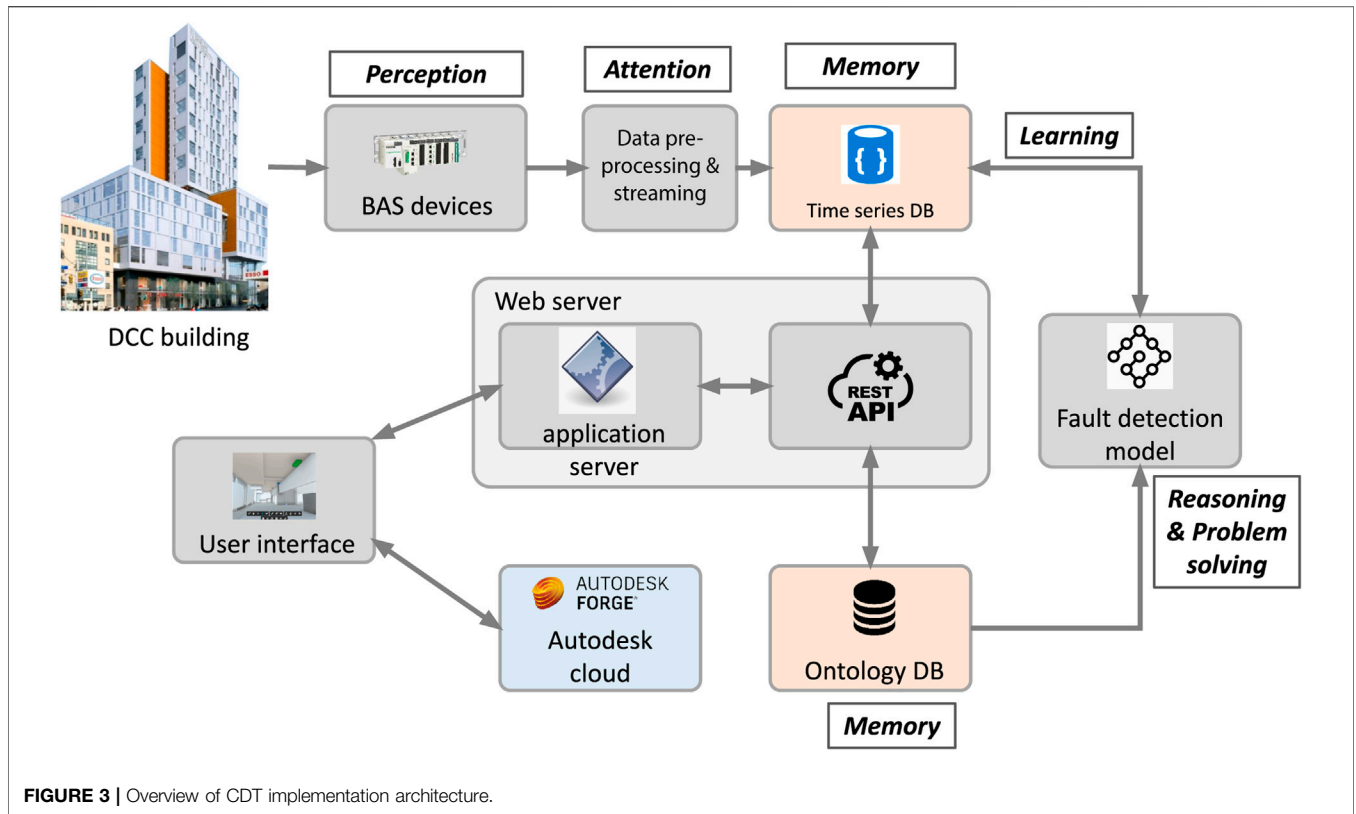 Perception
Attention
Memory
BAS devices
Data pre-
processing &
streaming
{ }
Time series DB
Learning
ESSO
DCC building
Web server
application
server
REST
API
Fault detection
model
User interface
Reasoning
& Problem
solving
AUTODESK
FORGE
Autodesk
cloud
Ontology DB
Memory
FIGURE 3 | Overview of CDT implementation architecture.